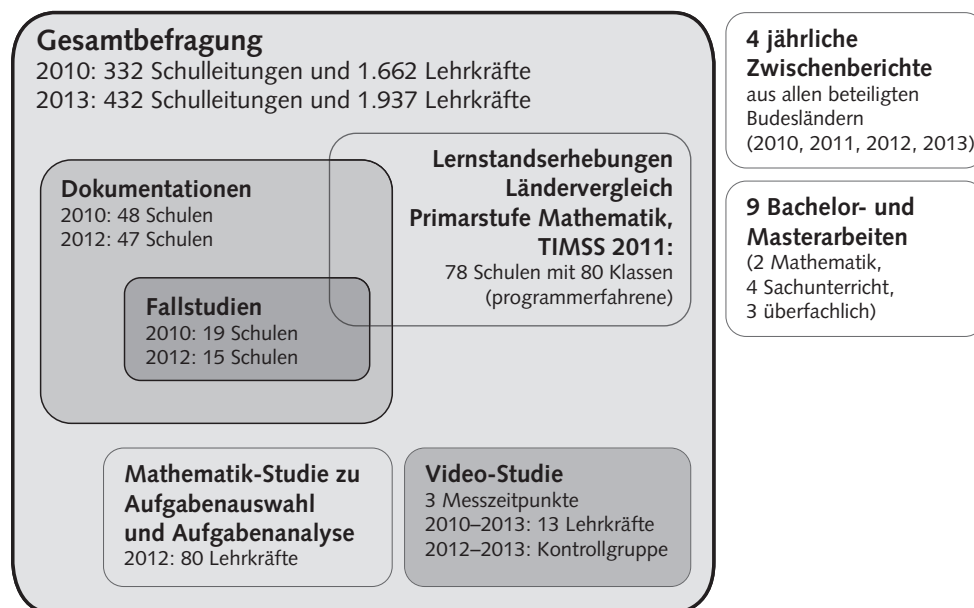 Gesamtbefragung
2010: 332 Schulleitungen und 1.662 Lehrkräfte
2013: 432 Schulleitungen und 1.937 Lehrkräfte
Dokumentationen
2010: 48 Schulen
2012: 47 Schulen
Fallstudien
2010: 19 Schulen
2012: 15 Schulen
Lernstandserhebungen
Ländervergleich
Primarstufe Mathematik,
TIMSS 2011:
78 Schulen mit 80 Klassen
(programmerfahrene)
Mathematik-Studie zu
Aufgabenauswahl
und Aufgabenanalyse
2012: 80 Lehrkräfte
Video-Studie
3 Messzeitpunkte
2010–2013: 13 Lehrkräfte
2012–2013: Kontrollgruppe
4 jährliche
Zwischenberichte
aus allen beteiligten
Budesländern
(2010, 2011, 2012, 2013)
9 Bachelor- und
Masterarbeiten
(2 Mathematik,
4 Sachunterricht,
3 überfachlich)